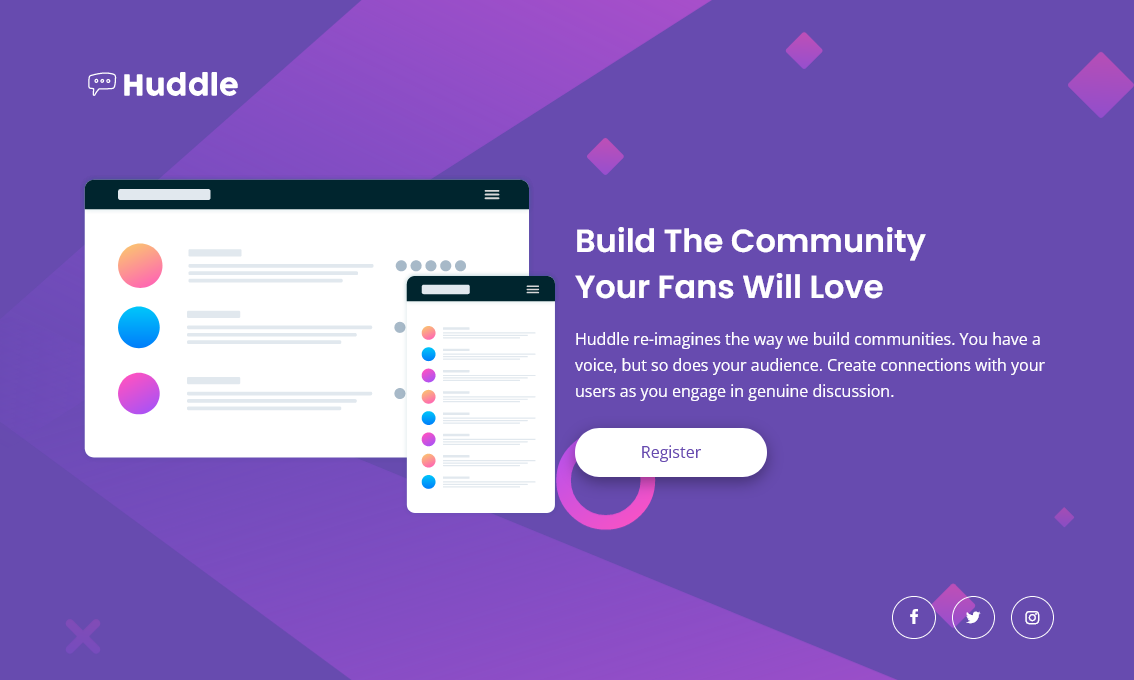 Huddle
Build The Community
Your Fans Will Love
Huddle re-imagines the way we build communities. You have a
voice, but so does your audience. Create connections with your
users as you engage in genuine discussion.
Register